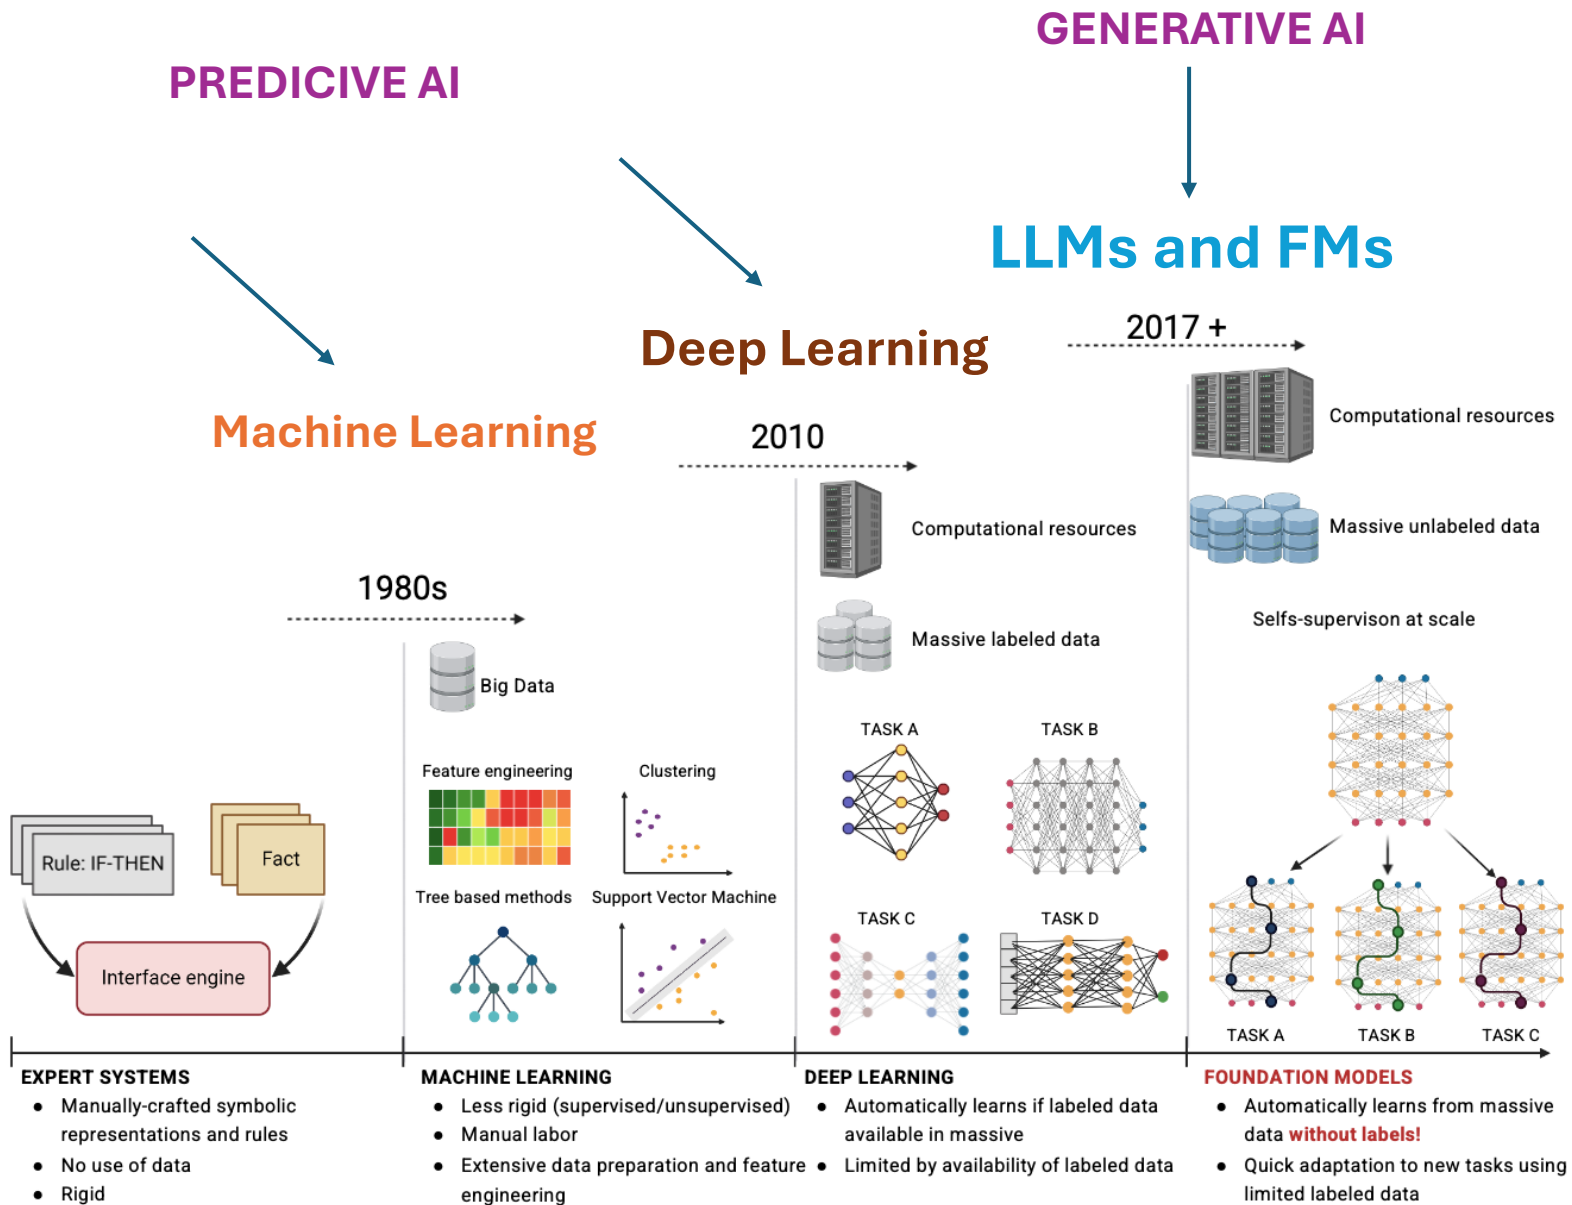 GENERATIVE AI
PREDICIVE AI
LLMs and FMs
2017 +
Deep Learning
Computational resources
Machine Learning
2010
Computational resources
Massive unlabeled data
1980s
Selfs-supervison at scale
Massive labeled data
Big Data
TASK A
TASK B
Feature engineering
Clustering
Rule: IF-THEN
Fact
Tree based methods
Support Vector Machine
TASK C
TASK D
Interface engine
TASK A
TASK B
TASK C
EXPERT SYSTEMS
● Manually-crafted symbolic
representations and rules
● No use of data
● Rigid
MACHINE LEARNING
● Less rigid (supervised/unsupervised)
● Manual labor
● Extensive data preparation and feature
engineering
DEEP LEARNING
● Automatically learns if labeled data
available in massive
● Limited by availability of labeled data
FOUNDATION MODELS
● Automatically learns from massive
data without labels!
● Quick adaptation to new tasks using
limited labeled data